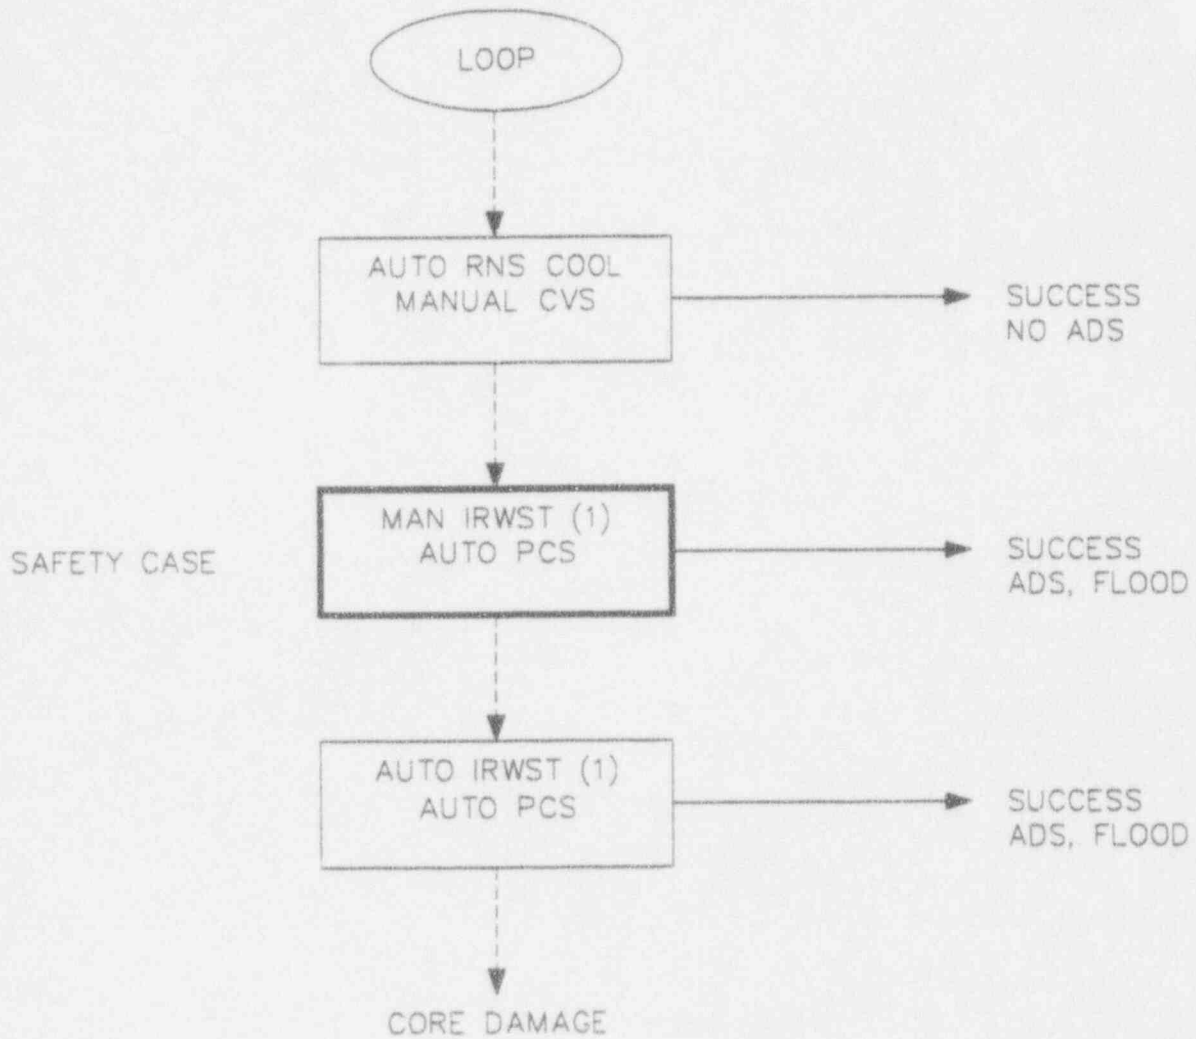 LOOP
AUTO RNS COOL
MANUAL CVS
SUCCESS
NO ADS
SAFETY CASE
MAN IRWST (1)
AUTO PCS
SUCCESS
ADS, FLOOD
AUTO IRWST (1)
AUTO PCS
SUCCESS
ADS, FLOOD
CORE DAMAGE